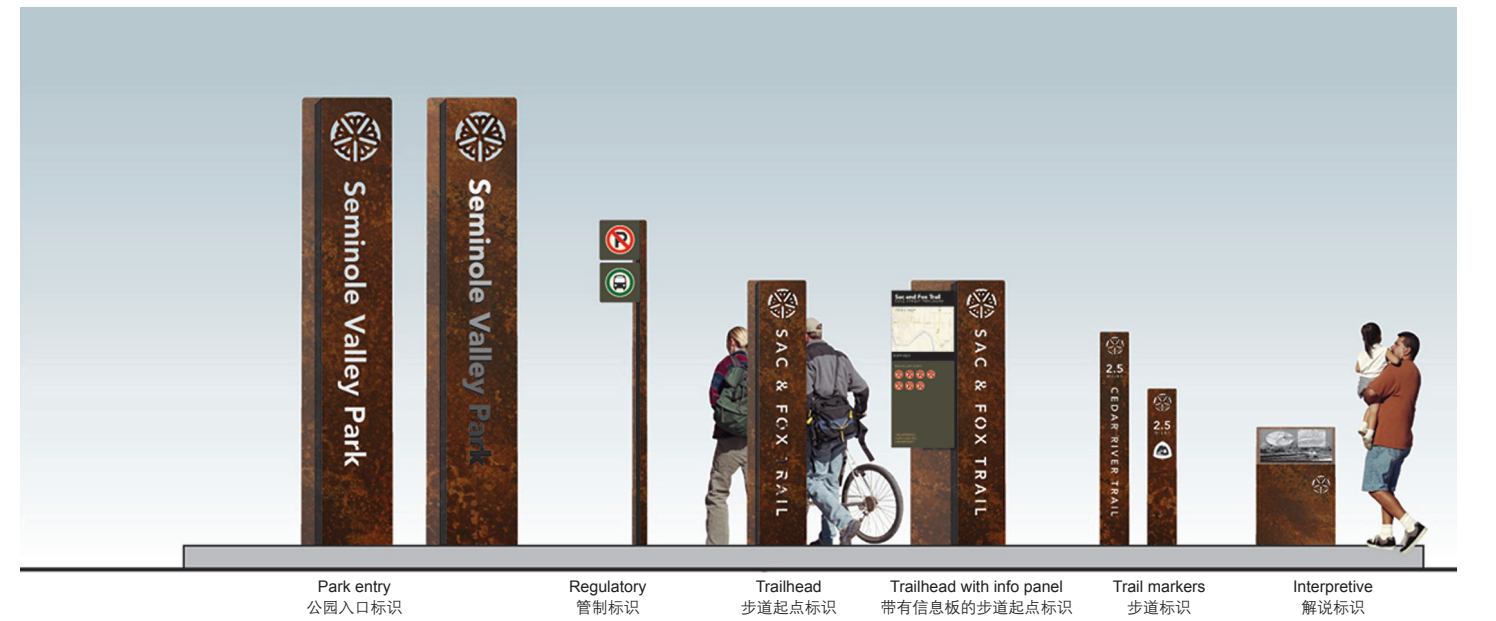 Seminole Valley Park
Seminole Valley Park
SAC & FOX TRAIL
Sac and Fox Trail
SAC & FOX TRAIL
2.5
MILES
CEDAR RIVER TRAIL
2.5
MILES
Park entry
公园入口标识
Regulatory
管制标识
Trailhead
步道起点标识
Trailhead with info panel
带有信息板的步道起点标识
Trail markers
步道标识
Interpretive
解说标识